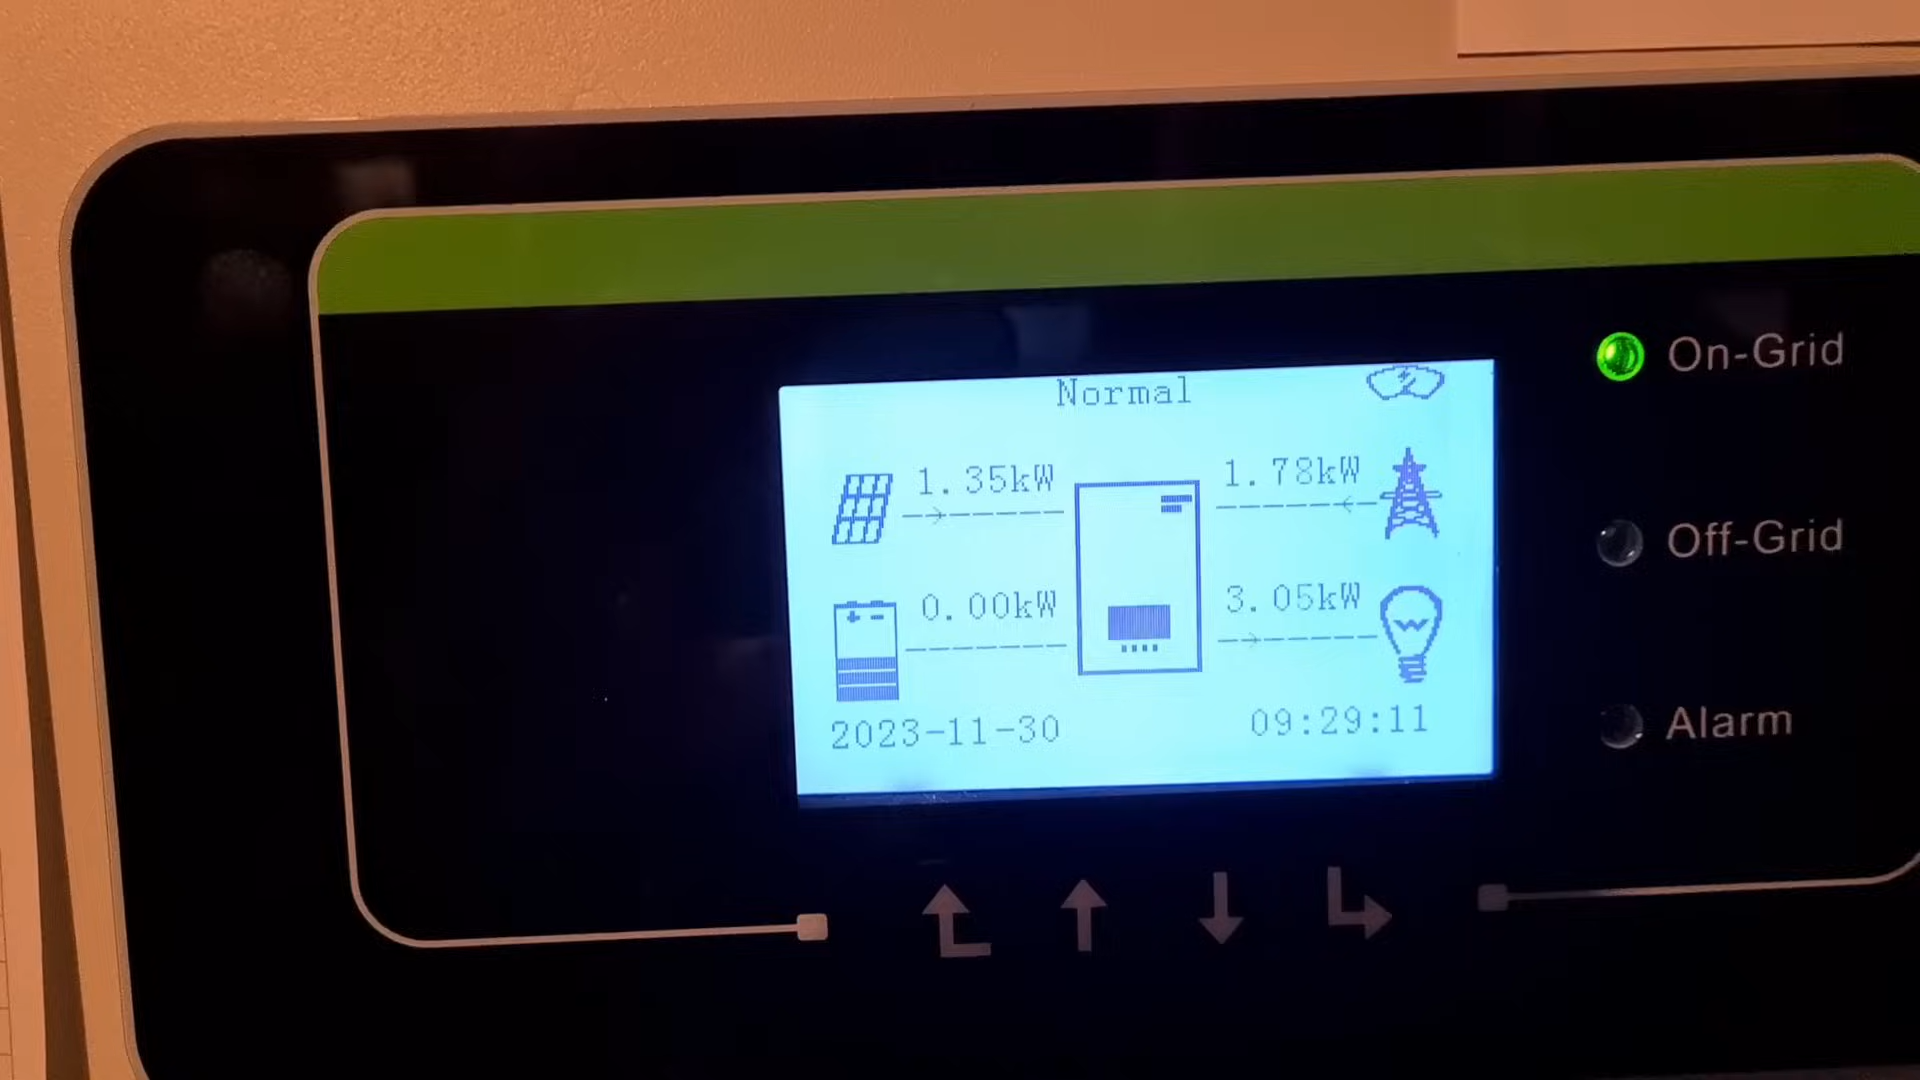 Normal
1.35kW 1.78kW
0.00kW 3.05kW
2023-11-30 09:29:11
On-Grid
Off-Grid
Alarm